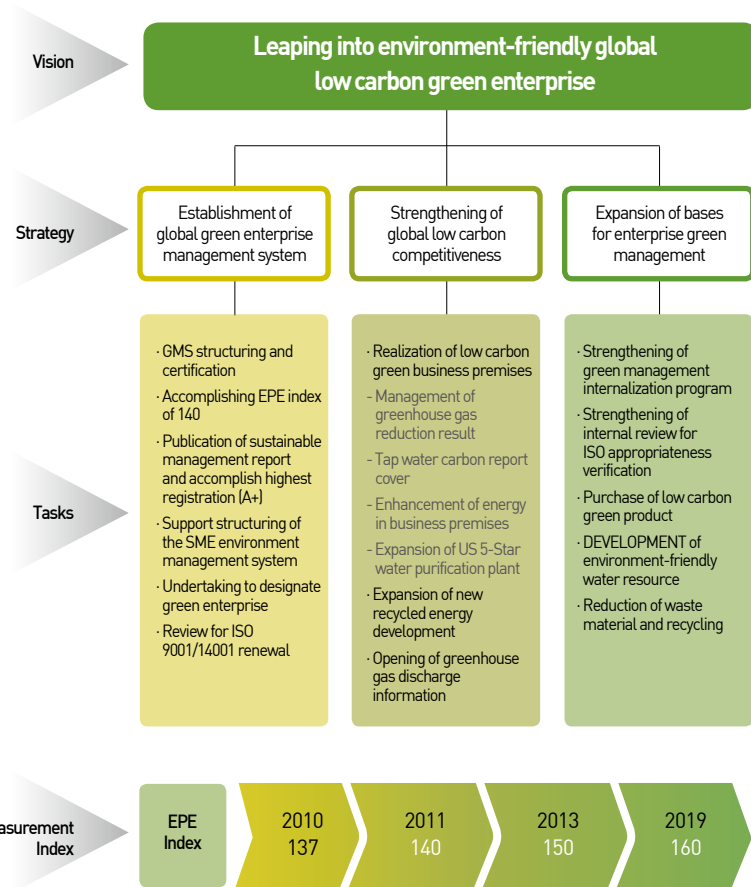 Vision
Leaping into environment-friendly global
low carbon green enterprise
Strategy
Establishment of
global green enterprise
management system
Strengthening of
global low carbon
competitiveness
Expansion of bases
for enterprise green
management
Tasks
· GMS structuring and
certification
· Accomplishing EPE index
of 140
· Publication of sustainable
management report
and accomplish highest
registration (A+)
· Support structuring of
the SME environment
management system
· Undertaking to designate
green enterprise
· Review for ISO
9001/14001 renewal
· Realization of low carbon
green business premises
- Management of
greenhouse gas
reduction result
- Tap water carbon report
cover
- Enhancement of energy
in business premises
- Expansion of US 5-Star
water purification plant
· Expansion of new
recycled energy
development
· Opening of greenhouse
gas discharge
information
· Strengthening of
green management
internalization program
· Strengthening of
internal review for
ISO appropriateness
verification
· Purchase of low carbon
green product
· DEVELOPMENT of
environment-friendly
water resource
· Reduction of waste
material and recycling
asurement
Index
EPE
Index
2010
137
2011
140
2013
150
2019
160